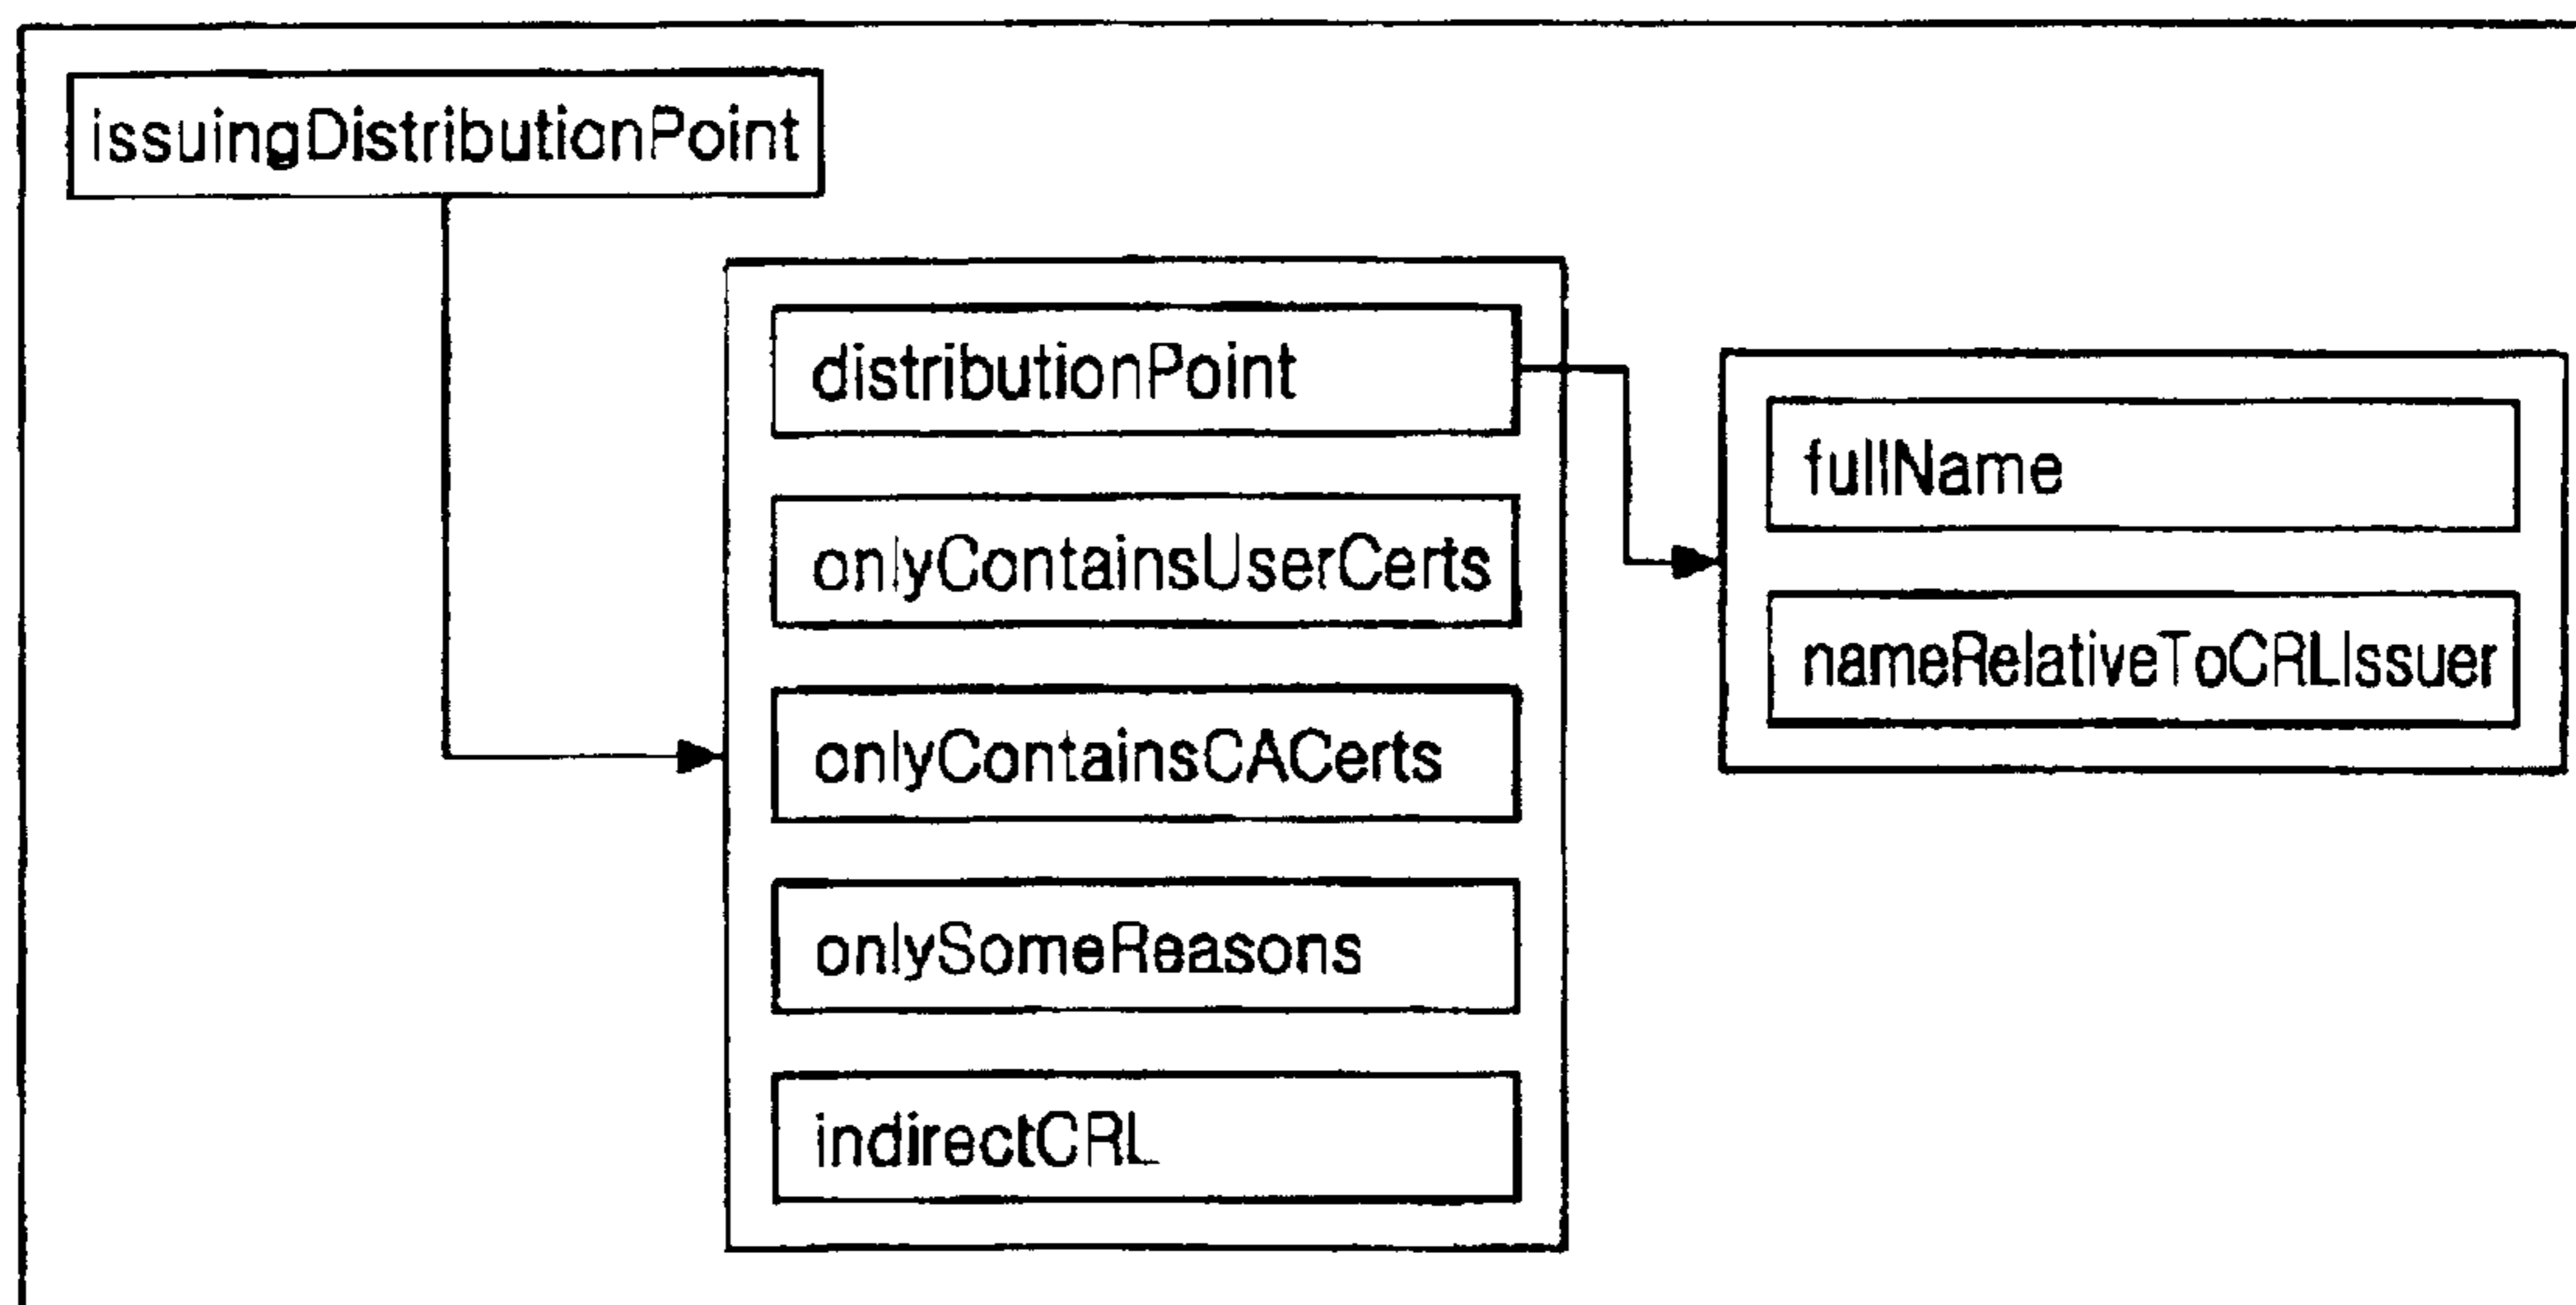 issuingDistributionPoint
distributionPoint
onlyContainsUserCerts
onlyContainsCACerts
onlySomeReasons
indirectCRL
fullName
nameRelativeToCRLIssuer